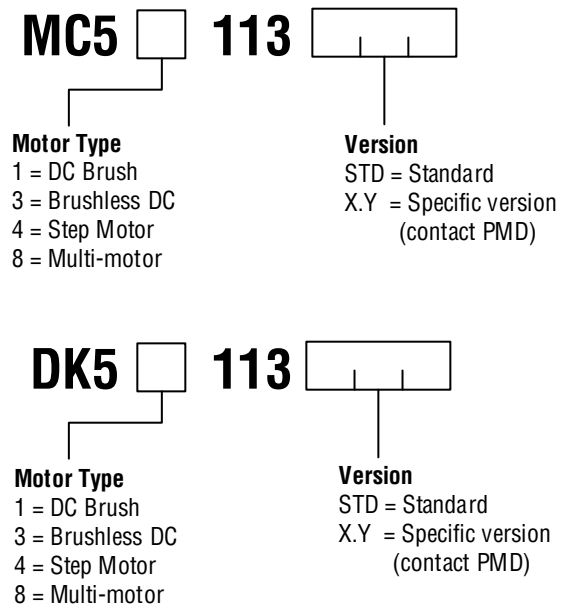 MC5 113
Motor Type
1 = DC Brush
3 = Brushless DC
4 = Step Motor
8 = Multi-motor
Version
STD = Standard
X.Y = Specific version
(contact PMD)
DK5 113
Motor Type
1 = DC Brush
3 = Brushless DC
4 = Step Motor
8 = Multi-motor
Version
STD = Standard
X.Y = Specific version
(contact PMD)